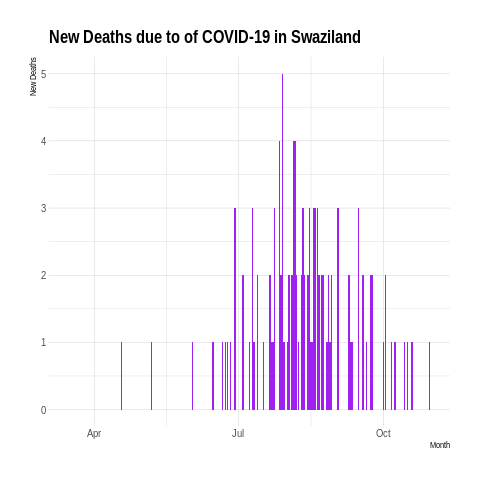 New Deaths due to of COVID-19 in Swaziland
New Deaths
5
4
3
2
1
0
Apr
Jul
Oct
Month